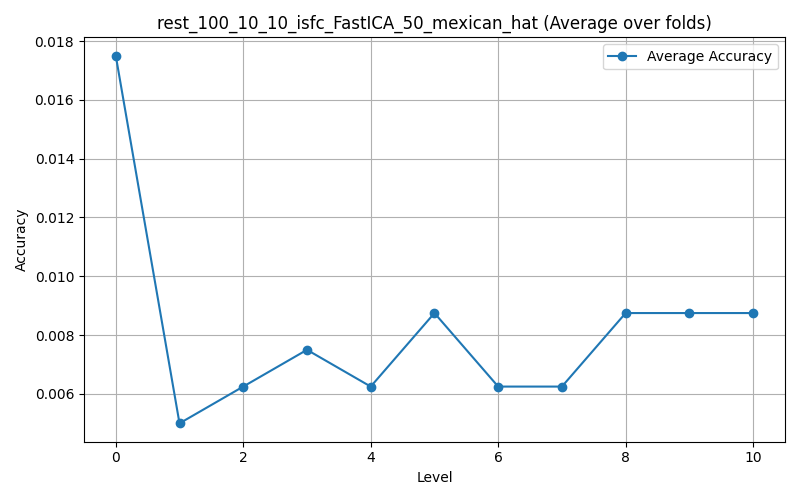 rest_100_10_10_isfc_FastICA_50_mexican_hat (Average over folds)
Average Accuracy
0.018
0.016
0.014
0.012
0.010
0.008
0.006
Accuracy
0 2 4 6 8 10
Level